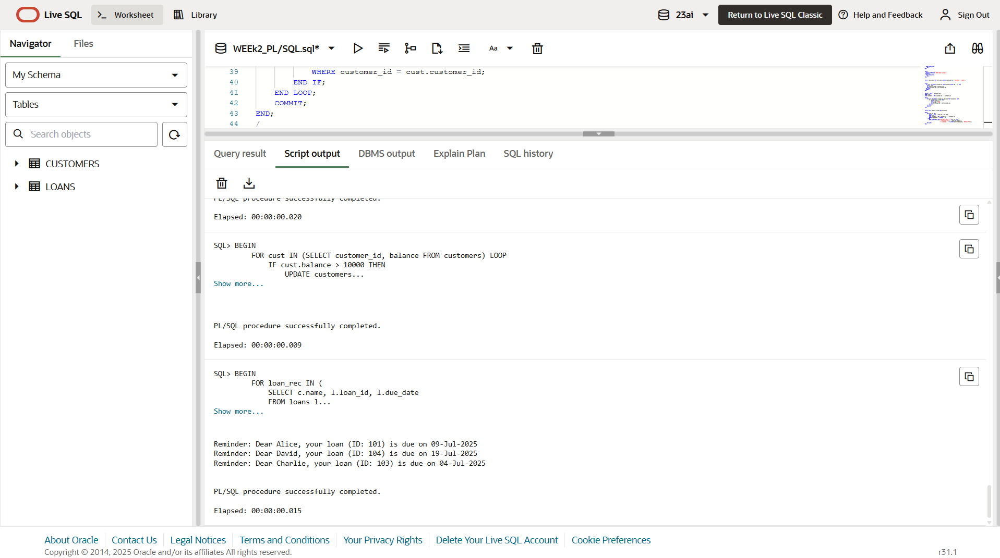 Live SQL
Worksheet
Library
23ai
Return to Live SQL Classic
Help and Feedback
Sign Out
Navigator
Files
My Schema
Tables
Search objects
CUSTOMERS
LOANS
WEEk2_PL/SQL.sql*
Aa
39 WHERE customer_id = cust.customer_id;
40 END IF;
41 END LOOP;
42 COMMIT;
43 END;
44 /
Query result
Script output
DBMS output
Explain Plan
SQL history
PL/SQL procedure successfully completed.
Elapsed: 00:00:00.020
SQL> BEGIN
FOR cust IN (SELECT customer_id, balance FROM customers) LOOP
IF cust.balance > 10000 THEN
UPDATE customers...
Show more...
PL/SQL procedure successfully completed.
Elapsed: 00:00:00.009
SQL> BEGIN
FOR loan_rec IN (
SELECT c.name, l.loan_id, l.due_date
FROM loans l...
Show more...
Reminder: Dear Alice, your loan (ID: 101) is due on 09-Jul-2025
Reminder: Dear David, your loan (ID: 104) is due on 19-Jul-2025
Reminder: Dear Charlie, your loan (ID: 103) is due on 04-Jul-2025
PL/SQL procedure successfully completed.
Elapsed: 00:00:00.015
About Oracle
Contact Us
Legal Notices
Terms and Conditions
Your Privacy Rights
Delete Your Live SQL Account
Cookie Preferences
Copyright © 2014, 2025 Oracle and/or its affiliates All rights reserved.
r31.1